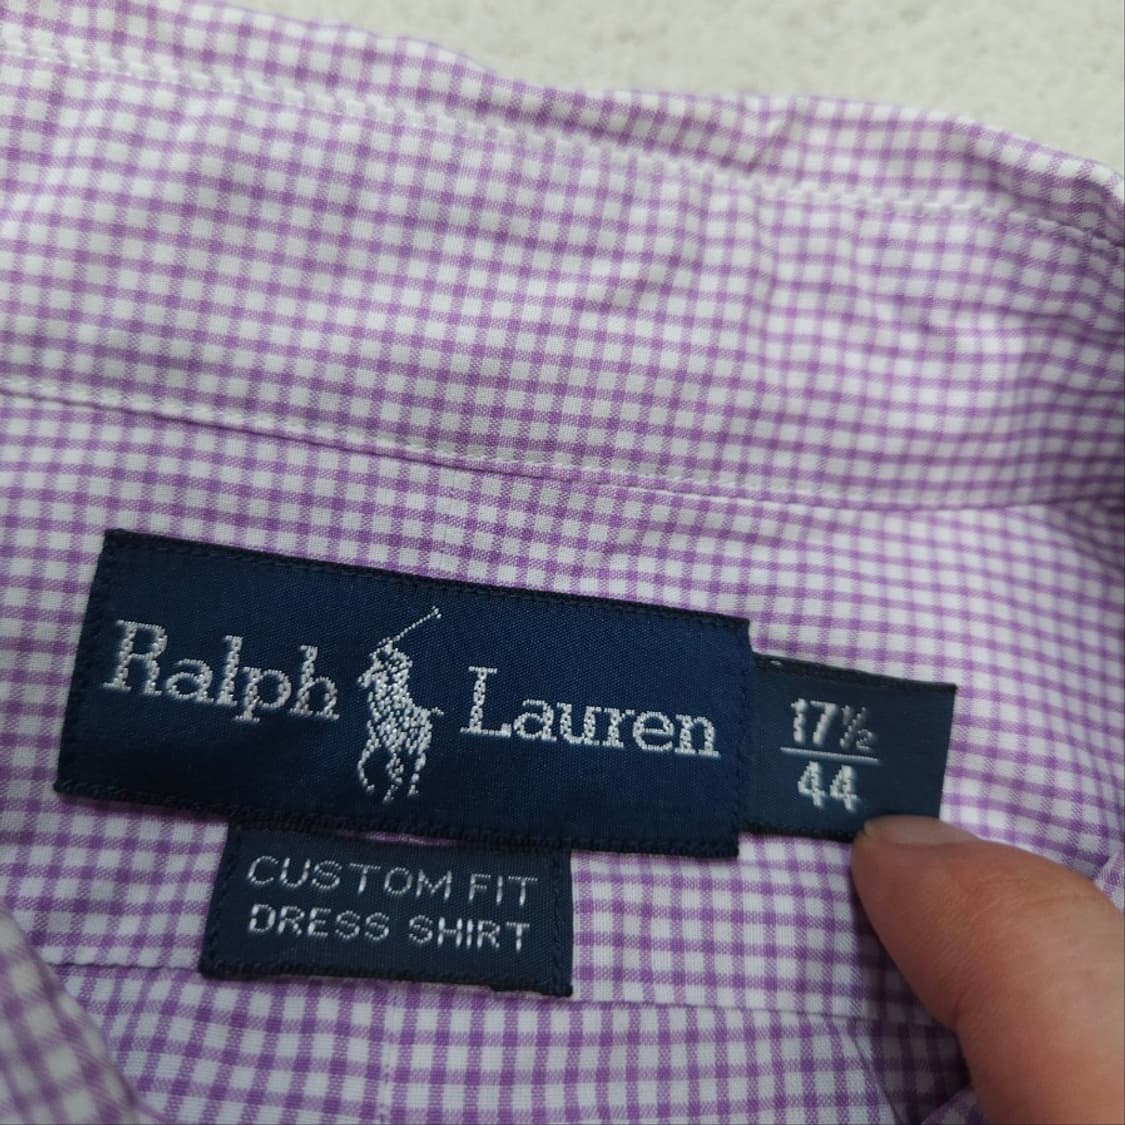 Ralph Lauren
17½
44
CUSTOM FIT
DRESS SHIRT